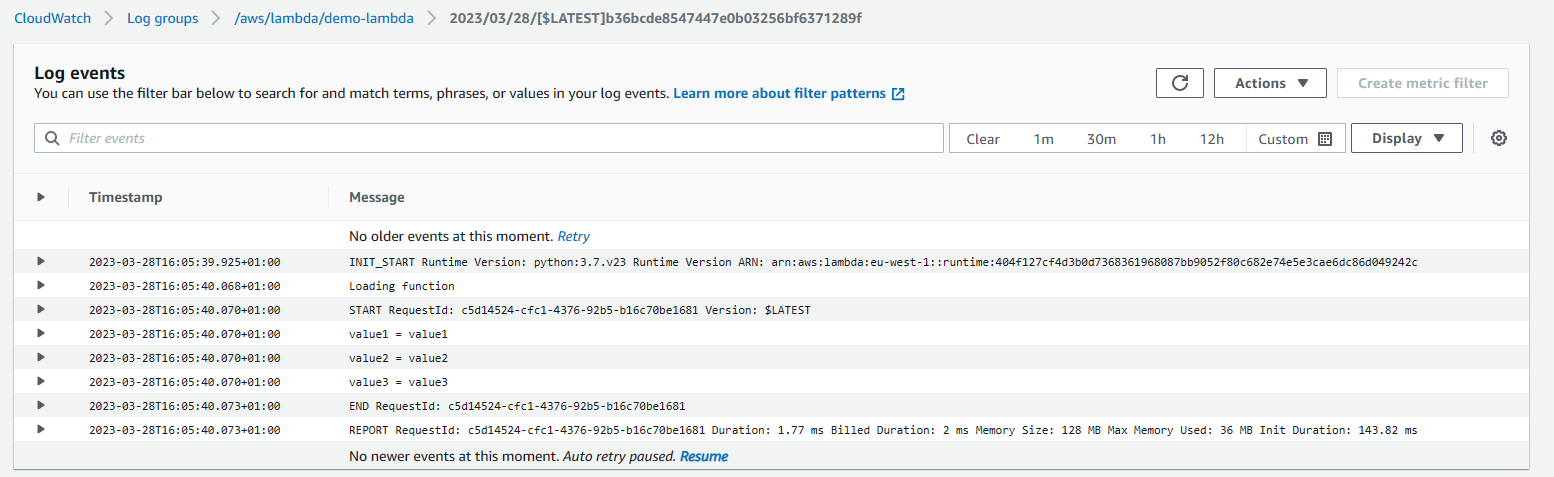 CloudWatch > Log groups > /aws/lambda/demo-lambda > 2023/03/28/[$LATEST]b36bcde8547447e0b03256bf6371289f
Log events
You can use the filter bar below to search for and match terms, phrases, or values in your log events. Learn more about filter patterns
Actions Create metric filter
Filter events Clear 1m 30m 1h 12h Custom Display
Timestamp Message
No older events at this moment. Retry
2023-03-28T16:05:39.925+01:00 INIT_START Runtime Version: python:3.7.v23 Runtime Version ARN: arn:aws:lambda:eu-west-1::runtime:404f127cf4d3b0d7368361968087bb9052f80c682e74e5e3cae6dc86d049242c
2023-03-28T16:05:40.068+01:00 Loading function
2023-03-28T16:05:40.070+01:00 START RequestId: c5d14524-cfc1-4376-92b5-b16c70be1681 Version: $LATEST
2023-03-28T16:05:40.070+01:00 value1 = value1
2023-03-28T16:05:40.070+01:00 value2 = value2
2023-03-28T16:05:40.070+01:00 value3 = value3
2023-03-28T16:05:40.073+01:00 END RequestId: c5d14524-cfc1-4376-92b5-b16c70be1681
2023-03-28T16:05:40.073+01:00 REPORT RequestId: c5d14524-cfc1-4376-92b5-b16c70be1681 Duration: 1.77 ms Billed Duration: 2 ms Memory Size: 128 MB Max Memory Used: 36 MB Init Duration: 143.82 ms
No newer events at this moment. Auto retry paused. Resume